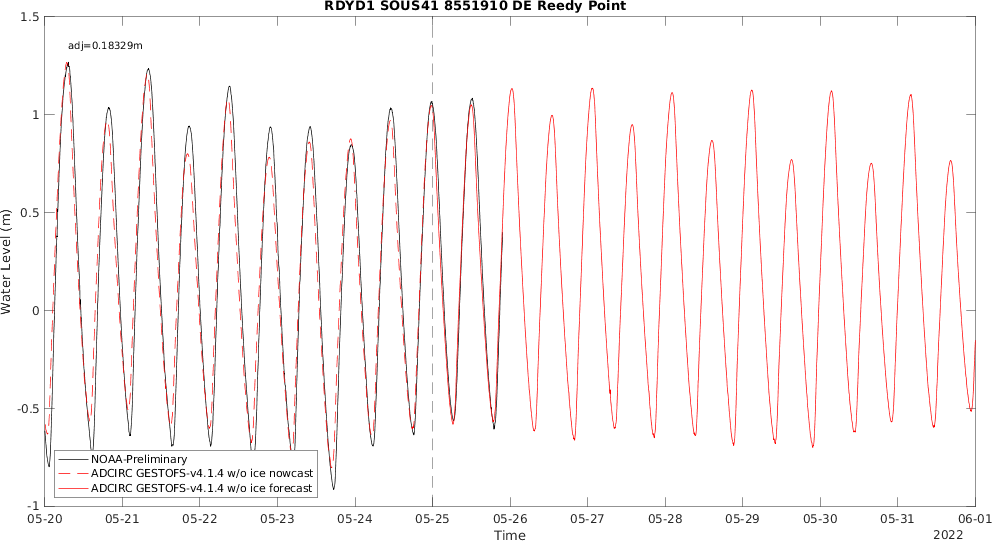 RDYD1 SOUS41 8551910 DE Reedy Point
adj=0.18329m
Water Level (m)
1.5
1
0.5
0
-0.5
-1
NOAA-Preliminary
ADCIRC GESTOFS-v4.1.4 w/o ice nowcast
ADCIRC GESTOFS-v4.1.4 w/o ice forecast
05-20 05-21 05-22 05-23 05-24 05-25 05-26 05-27 05-28 05-29 05-30 05-31 06-01
Time
2022